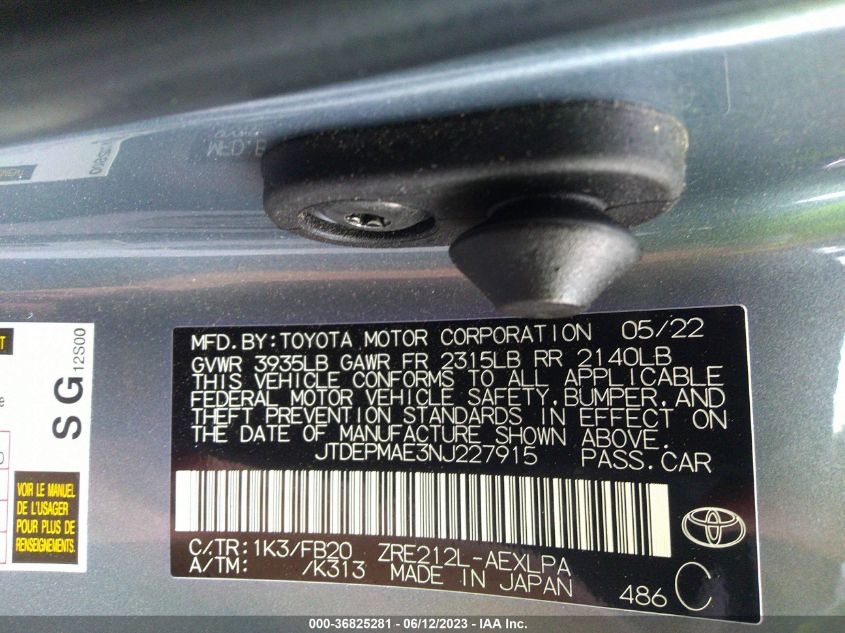 MFD.BY:TOYOTA MOTOR CORPORATION 05/22
GVWR 3935LB GAWR FR 2315LB RR 2140LB
THIS VEHICLE CONFORMS TO ALL APPLICABLE
FEDERAL MOTOR VEHICLE SAFETY,BUMPER,AND
THEFT PREVENTION STANDARDS IN EFFECT ON
THE DATE OF MANUFACTURE SHOWN ABOVE.
JTDEPMAE3NJ227915 PASS.CAR
C/TR:1K3/FB20 ZRE212L-AEXLPA
A/TM: /K313 MADE IN JAPAN
486 C
SG 12S00
VOIR LE MANUEL
DE L'USAGER
POUR PLUS DE
RENSEIGNEMENTS.
000-36825281 - 06/12/2023 - IAA Inc.